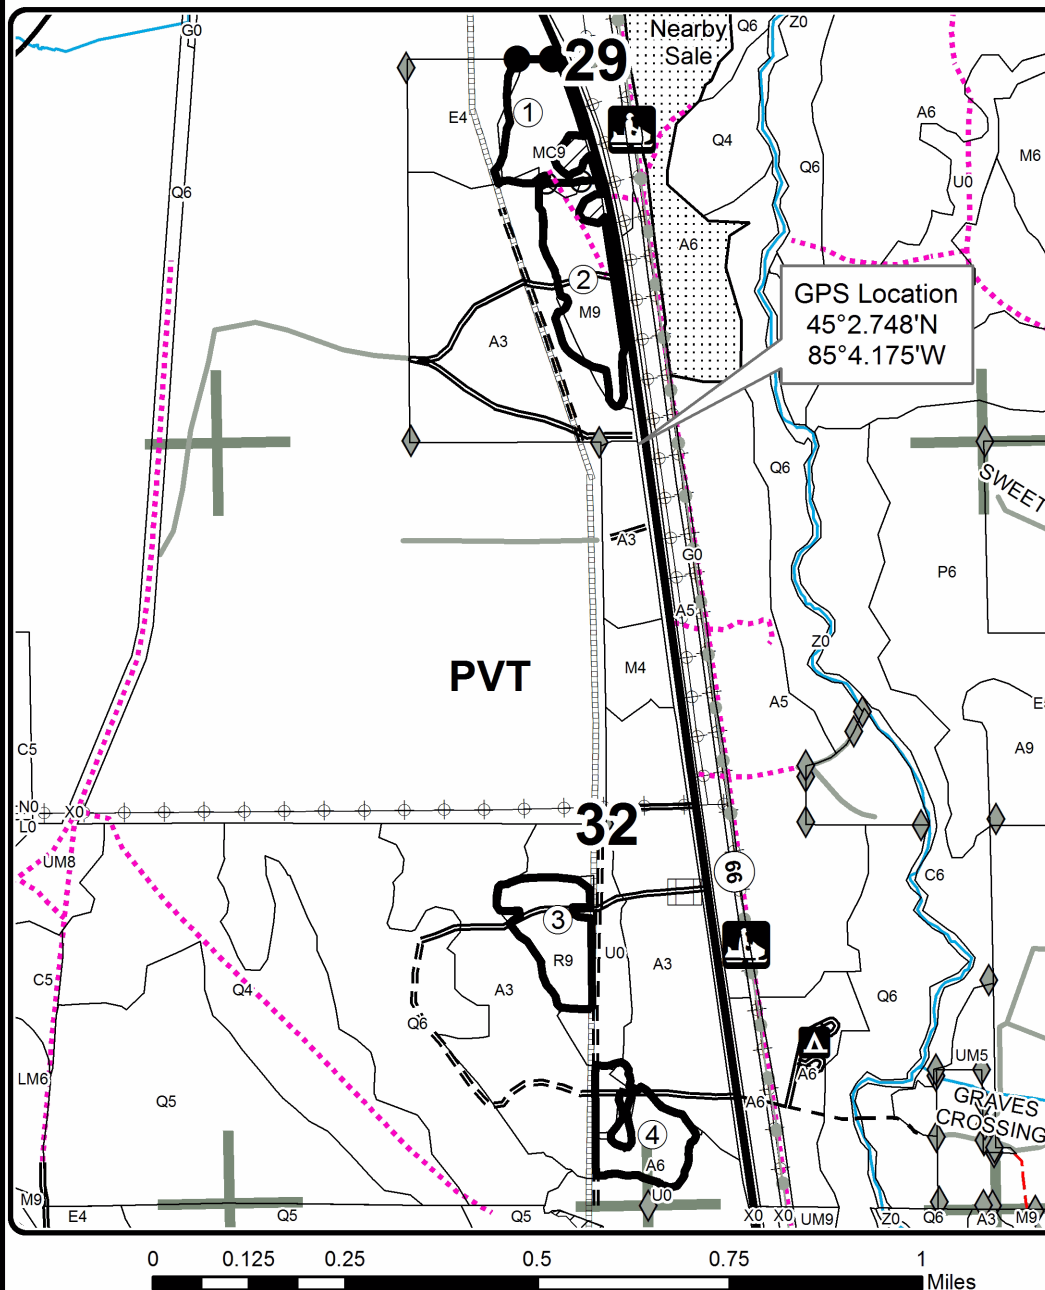 G0
29
Nearby
Sale
Q6
Z0
E4
1
MC9
Q4
A6
Q6
M6
Q6
U0
A6
2
M9
GPS Location
45°2.748'N
85°4.175'W
A3
Q6
SWEET
A3
G0
P6
A5
Z0
PVT
M4
A5
C5
A9
N0
X0
L0
32
UM8
66
C6
3
R9
U0
A3
C5
Q4
A3
Q6
Q6
UM5
LM6
Q5
A6
A6
GRAVES
CROSSING
4
A6
U0
M9
E4
Q5
Q5
X0
X0
UM9
Z0
Q6
A3
M9
0
0.125
0.25
0.5
0.75
1
Miles